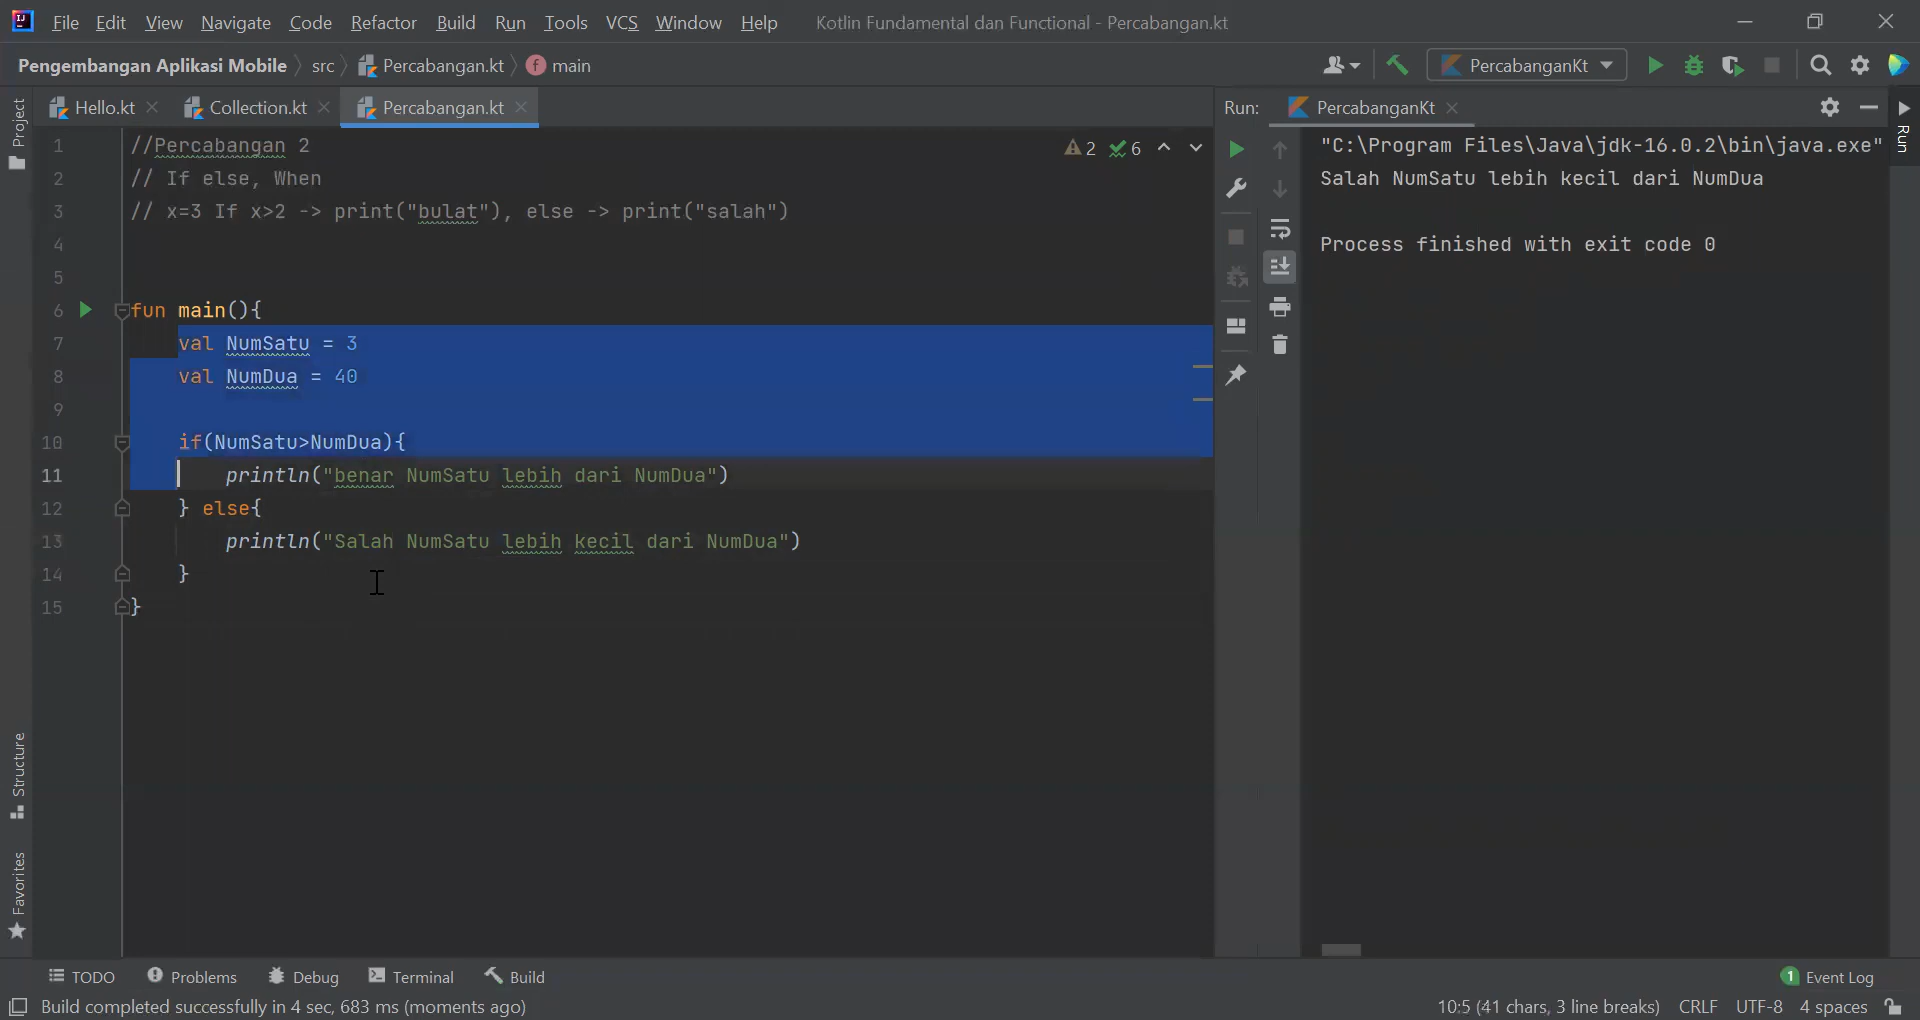 File Edit View Navigate Code Refactor Build Run Tools VCS Window Help Kotlin Fundamental dan Functional - Percabangan.kt
Pengembangan Aplikasi Mobile src Percabangan.kt main PercabanganKt
Hello.kt Collection.kt Percabangan.kt Run: PercabanganKt
Project
Structure
Favorites
Run
1 //Percabangan 2
2 // If else, When
3 // x=3 If x>2 -> print("bulat"), else -> print("salah")
4
5
6 fun main(){
7 val NumSatu = 3
8 val NumDua = 40
9
10 if(NumSatu>NumDua){
11 println("benar NumSatu lebih dari NumDua")
12 } else{
13 println("Salah NumSatu lebih kecil dari NumDua")
14 }
15 }
2 6
"C:\Program Files\Java\jdk-16.0.2\bin\java.exe"
Salah NumSatu lebih kecil dari NumDua
Process finished with exit code 0
TODO Problems Debug Terminal Build 1 Event Log
Build completed successfully in 4 sec, 683 ms (moments ago) 10:5 (41 chars, 3 line breaks) CRLF UTF-8 4 spaces